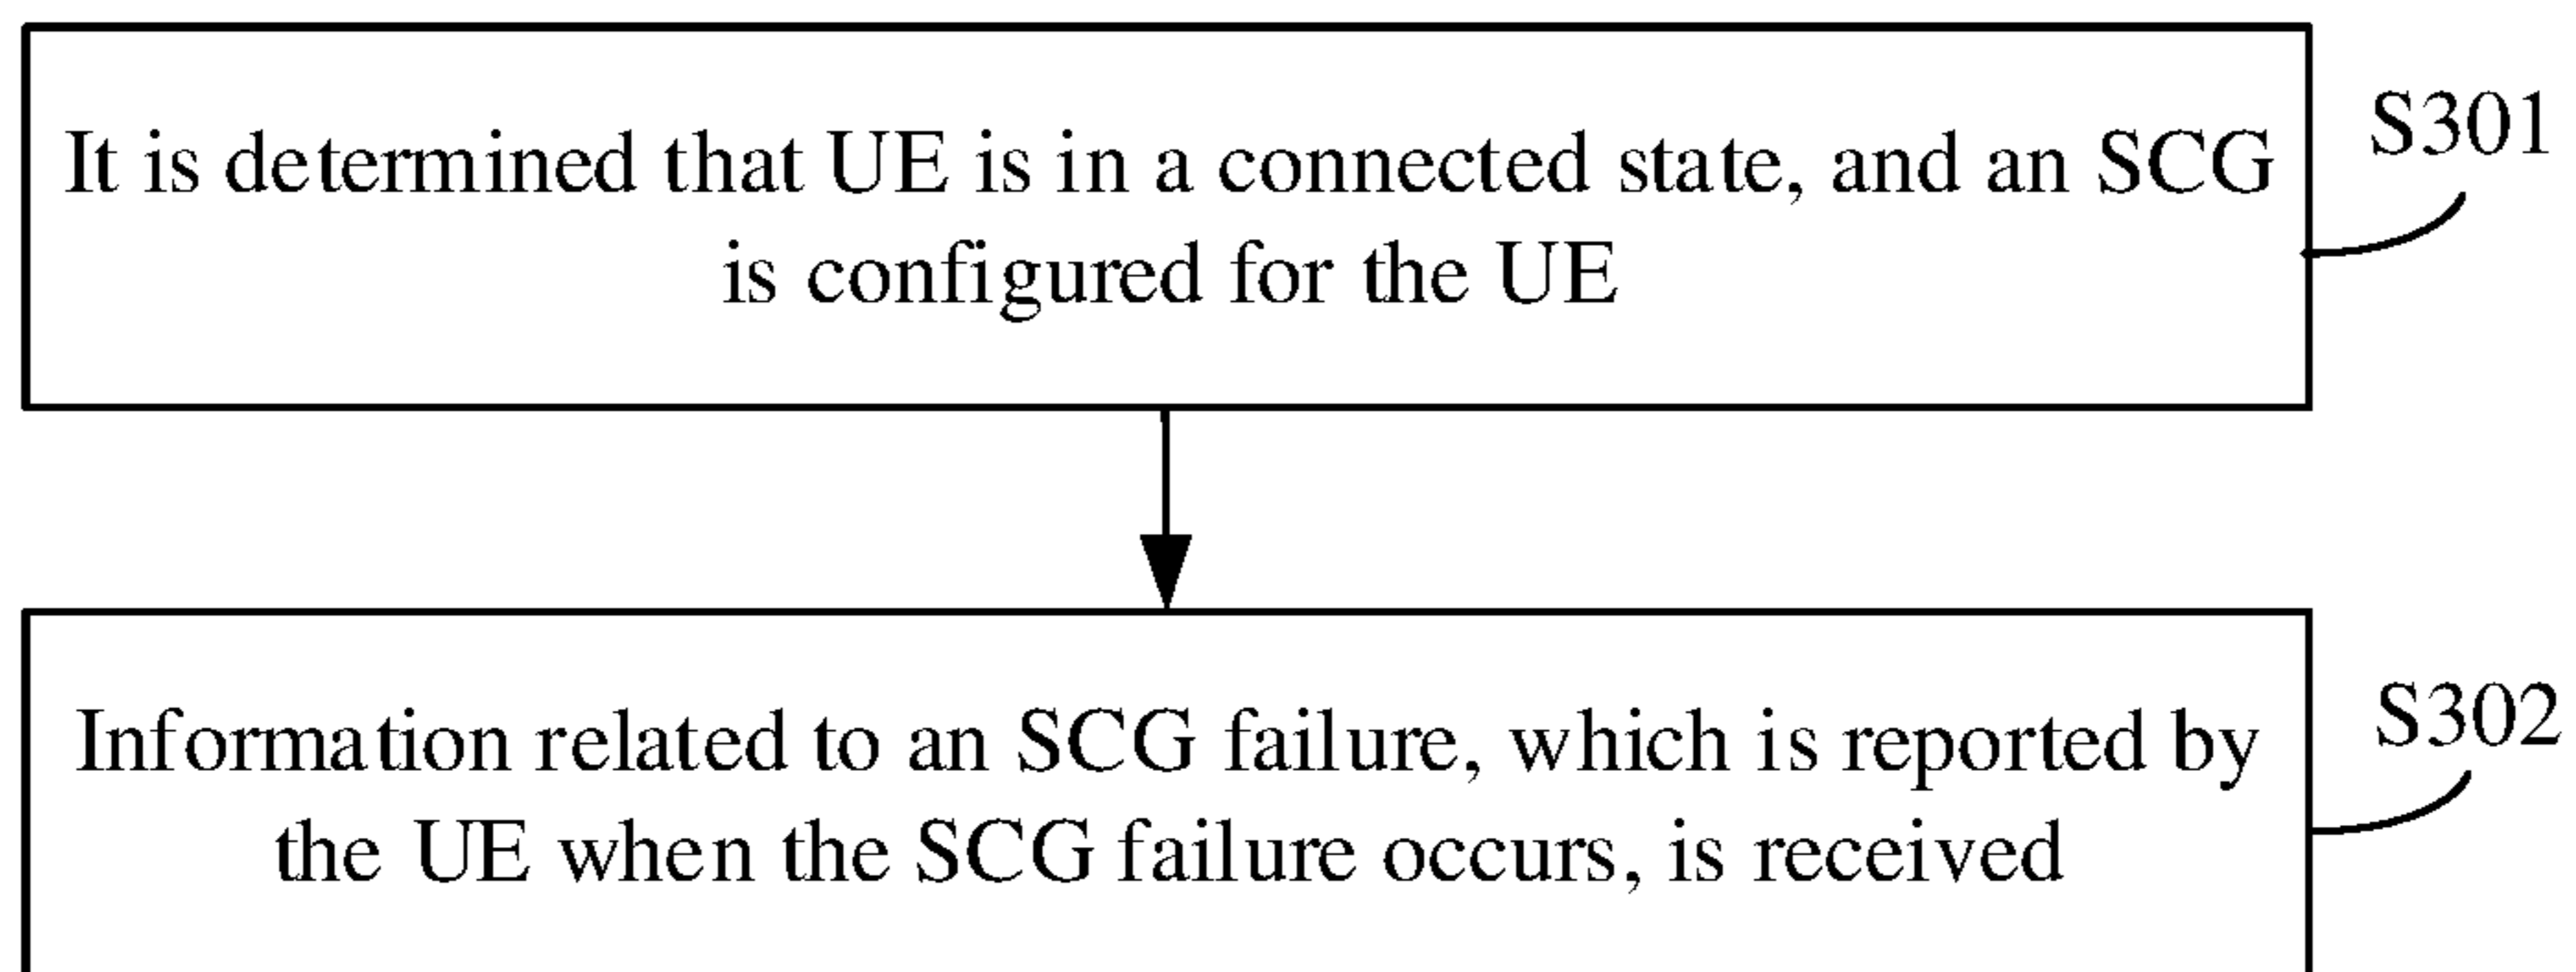 It is determined that UE is in a connected state, and an SCG
is configured for the UE
S301
Information related to an SCG failure, which is reported by
the UE when the SCG failure occurs, is received
S302